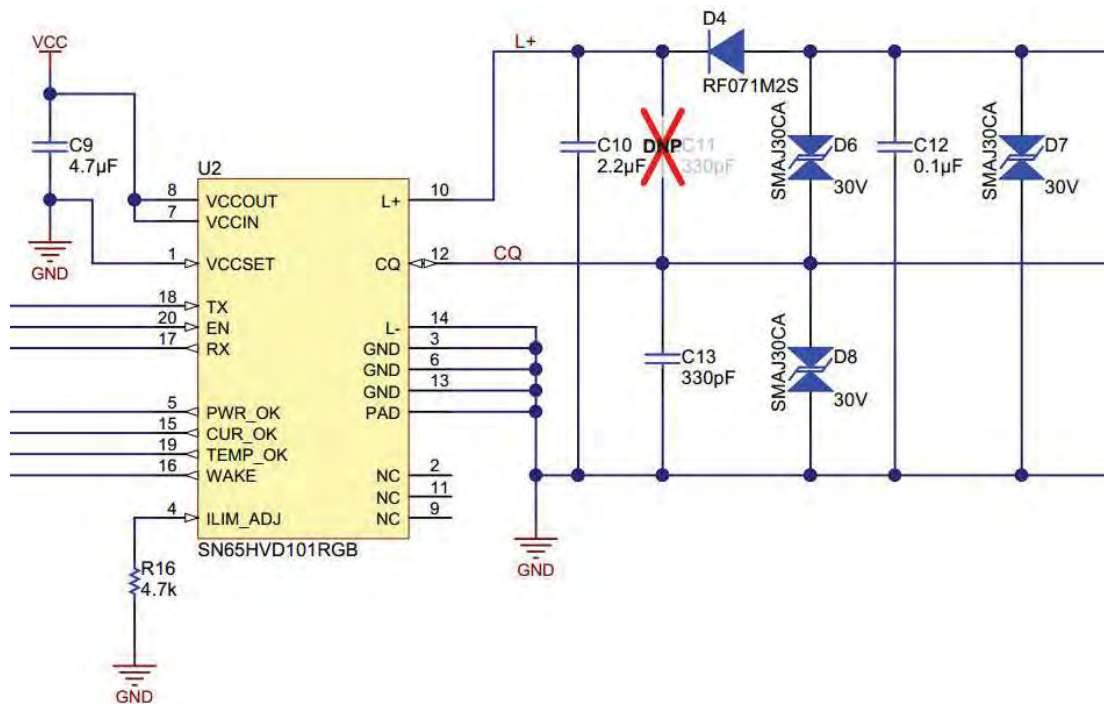 VCC
C9
4.7µF
GND
U2
8
VCCOUT
7
VCCIN
1
VCCSET
18
TX
20
EN
17
RX
5
PWR_OK
15
CUR_OK
19
TEMP_OK
16
WAKE
4
ILIM_ADJ
L+
10
CQ
12
L-
14
GND
3
GND
6
GND
13
PAD
NC
2
NC
11
NC
9
SN65HVD101RGB
R16
4.7k
GND
GND
L+
CQ
D4
RF071M2S
C10
2.2µF
DNP
C11
330pF
SMAJ30CA
D6
30V
C12
0.1µF
SMAJ30CA
D7
30V
C13
330pF
SMAJ30CA
D8
30V